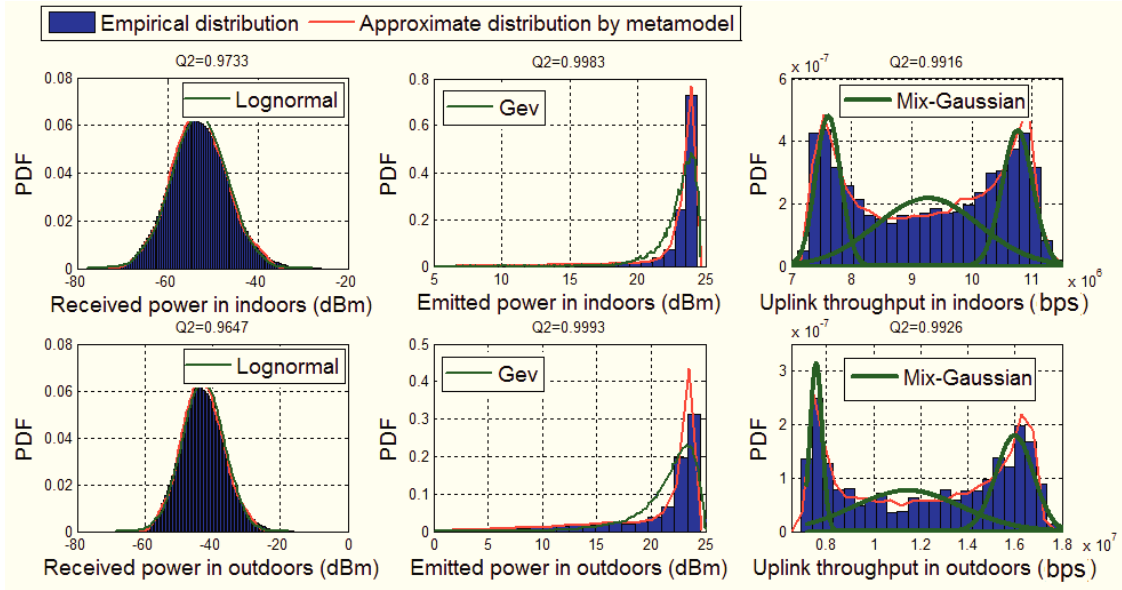 Empirical distribution Approximate distribution by metamodel
Q2=0.9733
Lognormal
PDF
0.08
0.06
0.04
0.02
0
-80 -60 -40 -20
Received power in indoors (dBm)
Q2=0.9983
Gev
PDF
0.8
0.6
0.4
0.2
0
5 10 15 20 25
Emitted power in indoors (dBm)
x 10^-7
Q2=0.9916
Mix-Gaussian
PDF
6
4
2
0
7 8 9 10 11
x 10^6
Uplink throughput in indoors (bps)
Q2=0.9647
Lognormal
PDF
0.08
0.06
0.04
0.02
0
-80 -60 -40 -20 0
Received power in outdoors (dBm)
Q2=0.9993
Gev
PDF
0.5
0.4
0.3
0.2
0.1
0
0 5 10 15 20 25
Emitted power in outdoors (dBm)
x 10^-7
Q2=0.9926
Mix-Gaussian
PDF
3
2
1
0
0.8 1 1.2 1.4 1.6 1.8
x 10^7
Uplink throughput in outdoors (bps)